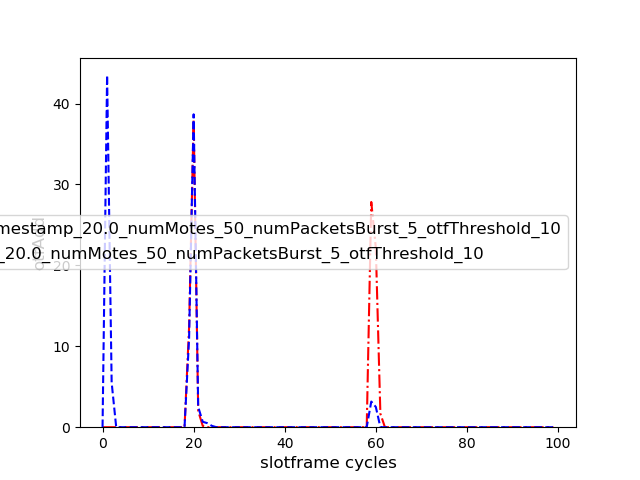 40
30
mestamp_20.0_numMotes_50_numPacketsBurst_5_otfThreshold_10
_20.0_numMotes_50_numPacketsBurst_5_otfThreshold_10
20
10
0
0 20 40 60 80 100
slotframe cycles